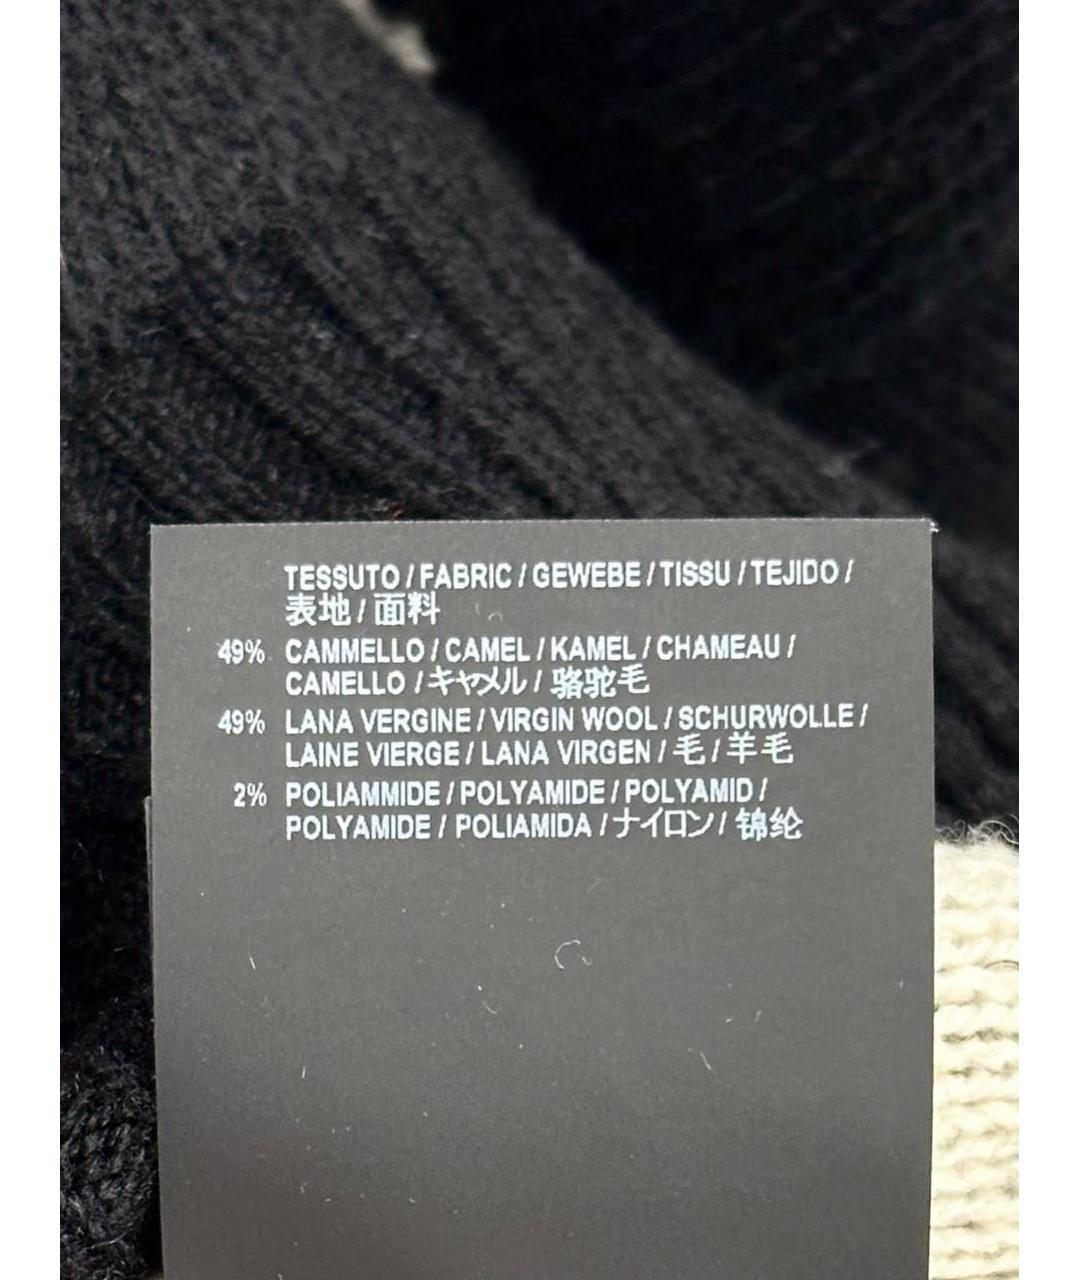 TESSUTO / FABRIC / GEWEBE / TISSU / TEJIDO /
表地 / 面料
49% CAMMELLO / CAMEL / KAMEL / CHAMEAU /
CAMELLO / キャメル / 骆驼毛
49% LANA VERGINE / VIRGIN WOOL / SCHURWOLLE /
LAINE VIERGE / LANA VIRGEN / 毛 / 羊毛
2% POLIAMMIDE / POLYAMIDE / POLYAMID /
POLYAMIDE / POLIAMIDA / ナイロン / 锦纶